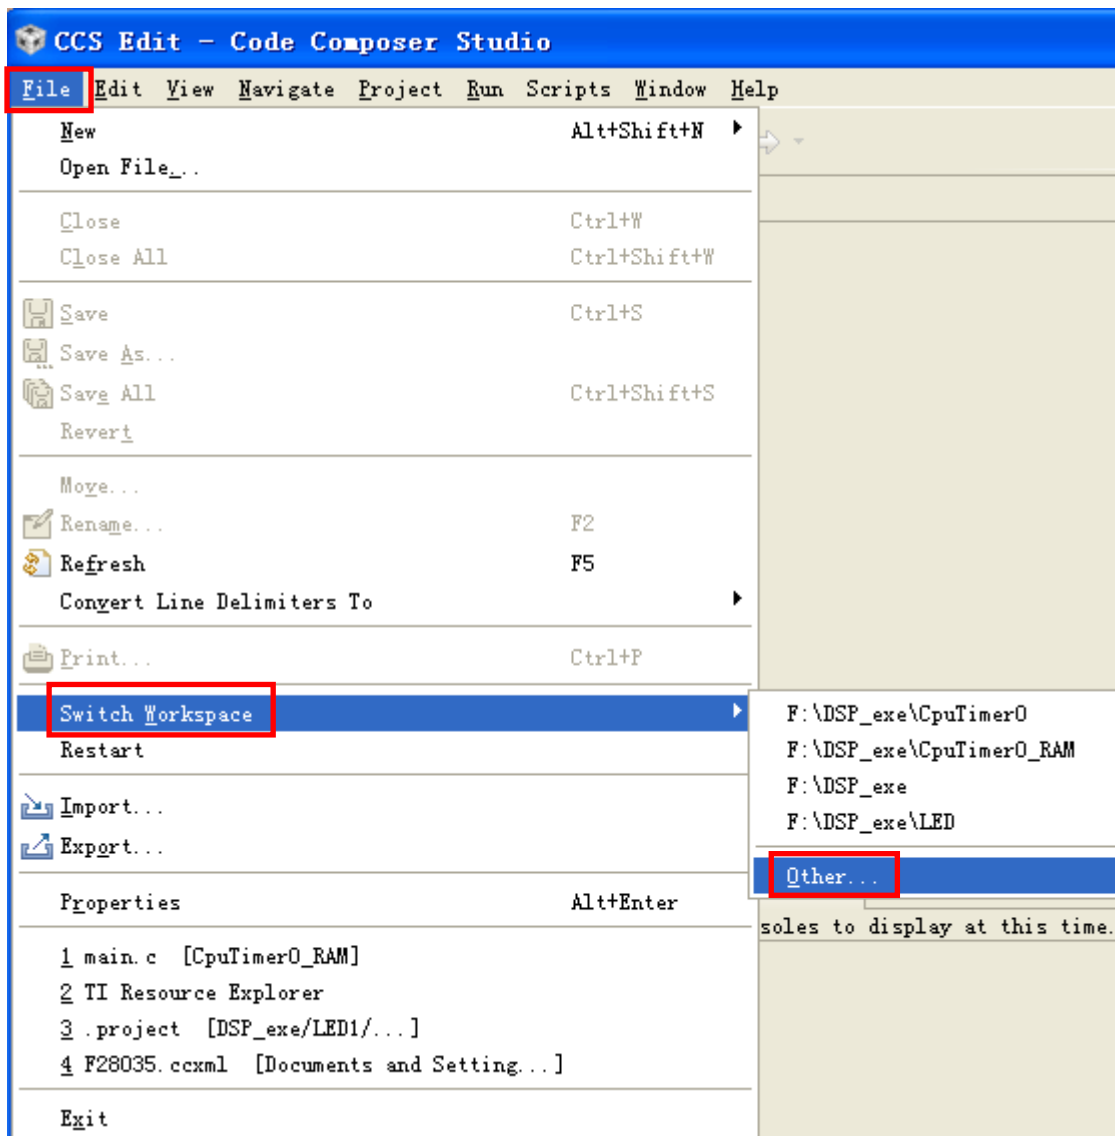 CCS Edit - Code Composer Studio
File Edit View Navigate Project Run Scripts Window Help
New Alt+Shift+N
Open File...
Close Ctrl+W
Close All Ctrl+Shift+W
Save Ctrl+S
Save As...
Save All Ctrl+Shift+S
Revert
Move...
Rename... F2
Refresh F5
Convert Line Delimiters To
Print... Ctrl+P
Switch Workspace
Restart
Import...
Export...
Properties Alt+Enter
1 main.c [CpuTimer0_RAM]
2 TI Resource Explorer
3 .project [DSP_exe/LED1/...]
4 F28035.ccxml [Documents and Setting...]
Exit
F:\DSP_exe\CpuTimer0
F:\DSP_exe\CpuTimer0_RAM
F:\DSP_exe
F:\DSP_exe\LED
Other...
soles to display at this time.